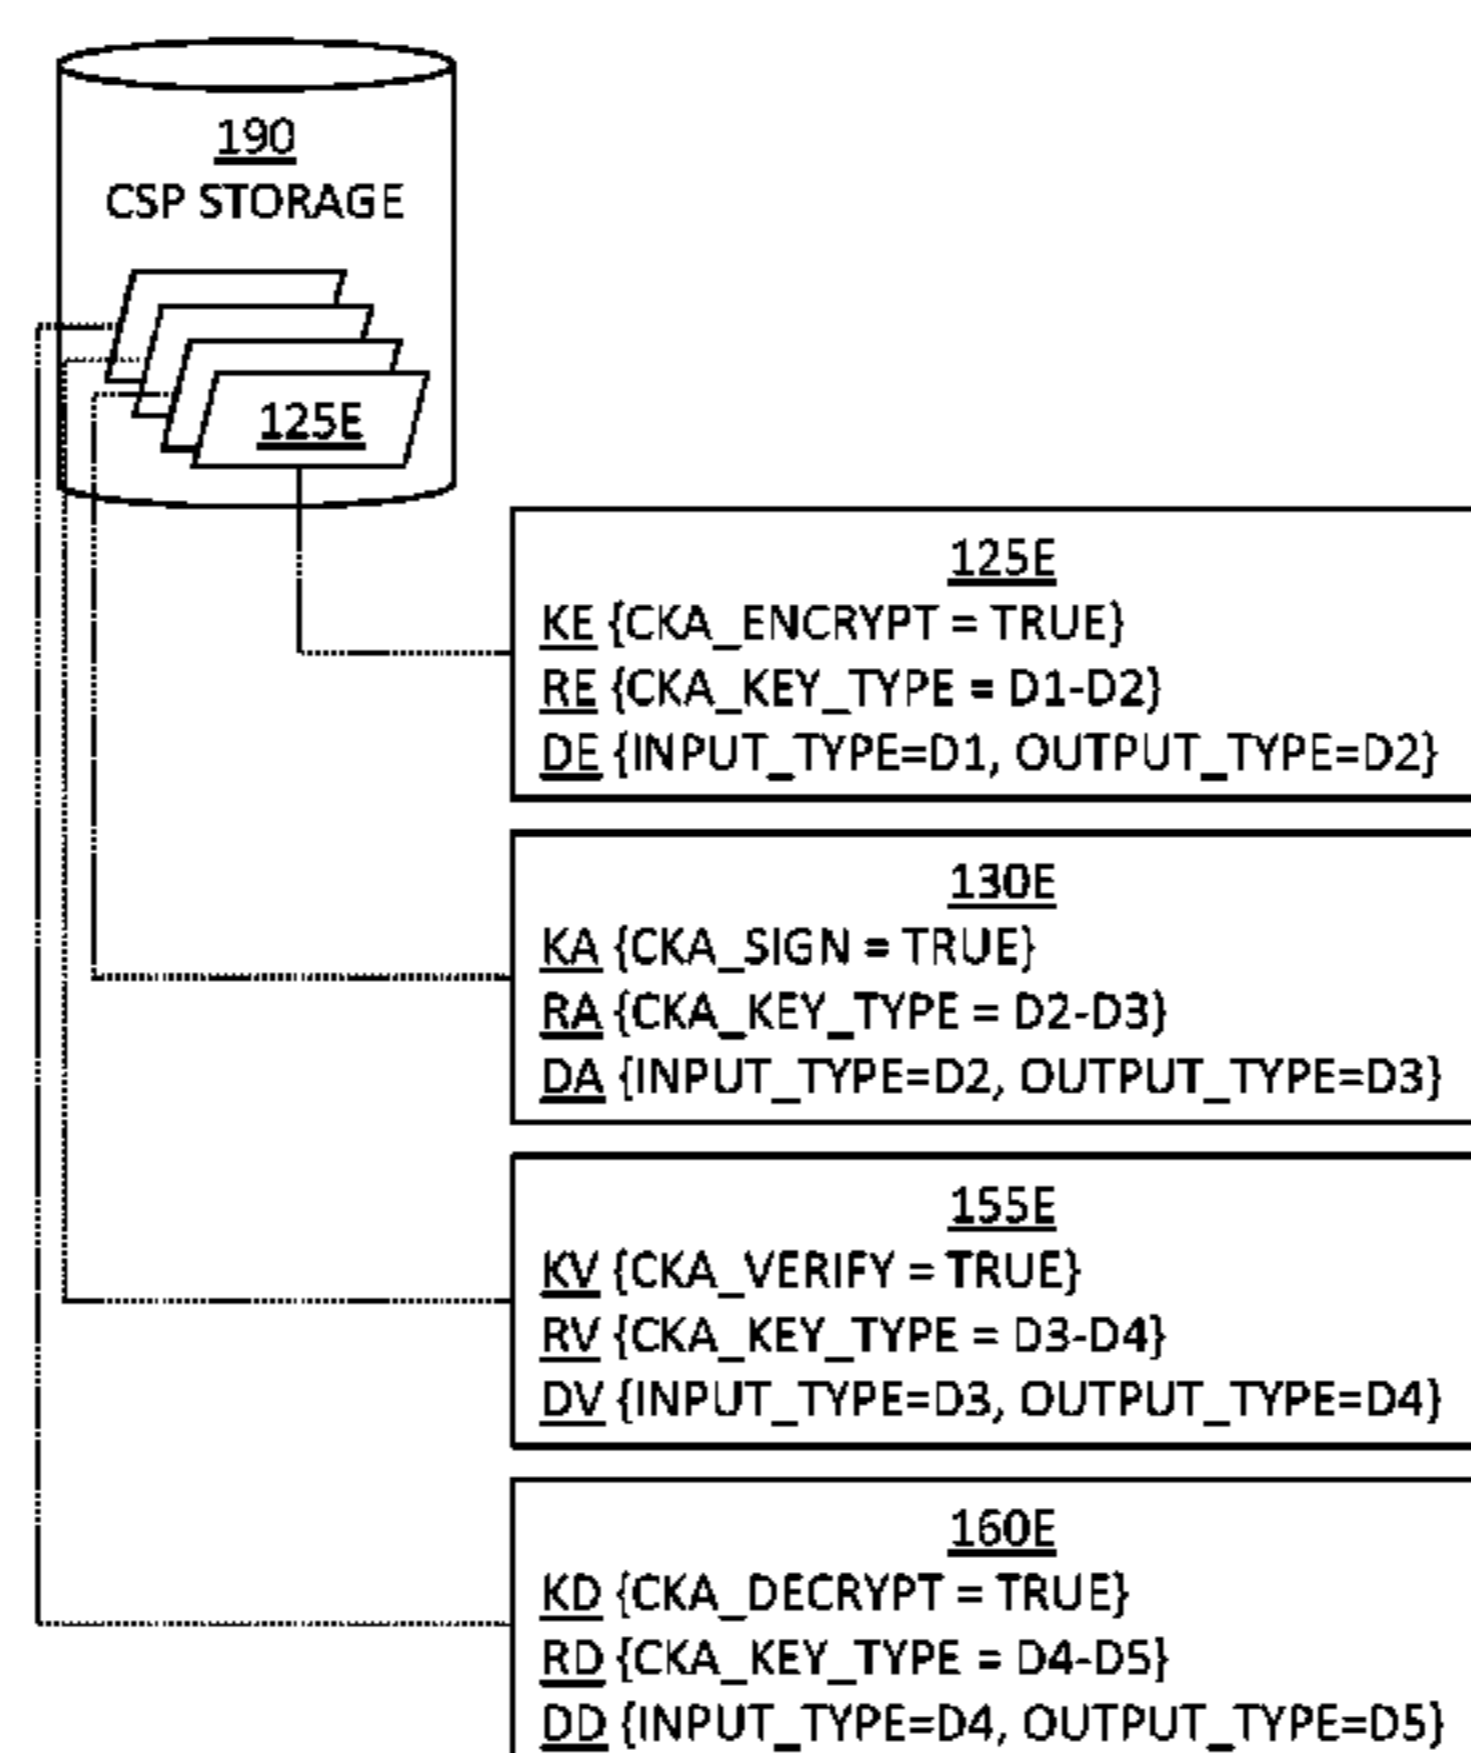 190
CSP STORAGE
125E
125E
KE {CKA_ENCRYPT = TRUE}
RE {CKA_KEY_TYPE = D1-D2}
DE {INPUT_TYPE=D1, OUTPUT_TYPE=D2}
130E
KA {CKA_SIGN = TRUE}
RA {CKA_KEY_TYPE = D2-D3}
DA {INPUT_TYPE=D2, OUTPUT_TYPE=D3}
155E
KV {CKA_VERIFY = TRUE}
RV {CKA_KEY_TYPE = D3-D4}
DV {INPUT_TYPE=D3, OUTPUT_TYPE=D4}
160E
KD {CKA_DECRYPT = TRUE}
RD {CKA_KEY_TYPE = D4-D5}
DD {INPUT_TYPE=D4, OUTPUT_TYPE=D5}